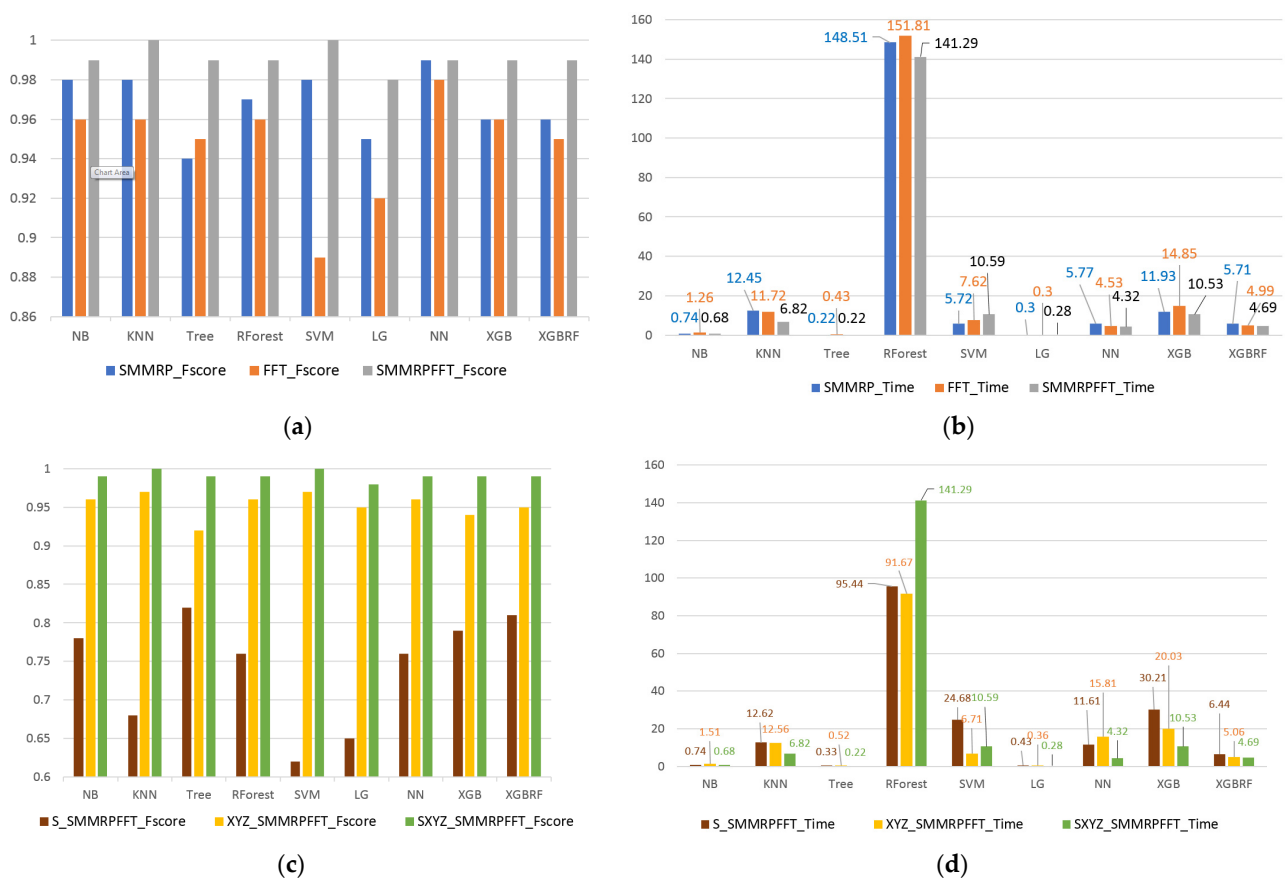 1
0.98
0.96
0.94
0.92
0.9
0.88
0.86
Chart Area
NB KNN Tree RForest SVM LG NN XGB XGBRF
SMMRP_Fscore FFT_Fscore SMMRPFFT_Fscore
(a)
160
140
120
100
80
60
40
20
0
0.74 1.26 0.68
12.45 11.72 6.82
0.22 0.43 0.22
148.51 151.81 141.29
5.72 7.62 10.59
0.3 0.3 0.28
5.77 4.53 4.32
11.93 14.85 10.53
5.71 4.99 4.69
NB KNN Tree RForest SVM LG NN XGB XGBRF
SMMRP_Time FFT_Time SMMRPFFT_Time
(b)
1
0.95
0.9
0.85
0.8
0.75
0.7
0.65
0.6
NB KNN Tree RForest SVM LG NN XGB XGBRF
S_SMMRPFFT_Fscore XYZ_SMMRPFFT_Fscore SXYZ_SMMRPFFT_Fscore
(c)
160
140
120
100
80
60
40
20
0
0.74 1.51 0.68
12.62 12.56 6.82
0.33 0.52 0.22
95.44 91.67 141.29
24.68 6.71 10.59
0.43 0.36 0.28
11.61 15.81 4.32
30.21 20.03 10.53
6.44 5.06 4.69
NB KNN Tree RForest SVM LG NN XGB XGBRF
S_SMMRPFFT_Time XYZ_SMMRPFFT_Time SXYZ_SMMRPFFT_Time
(d)